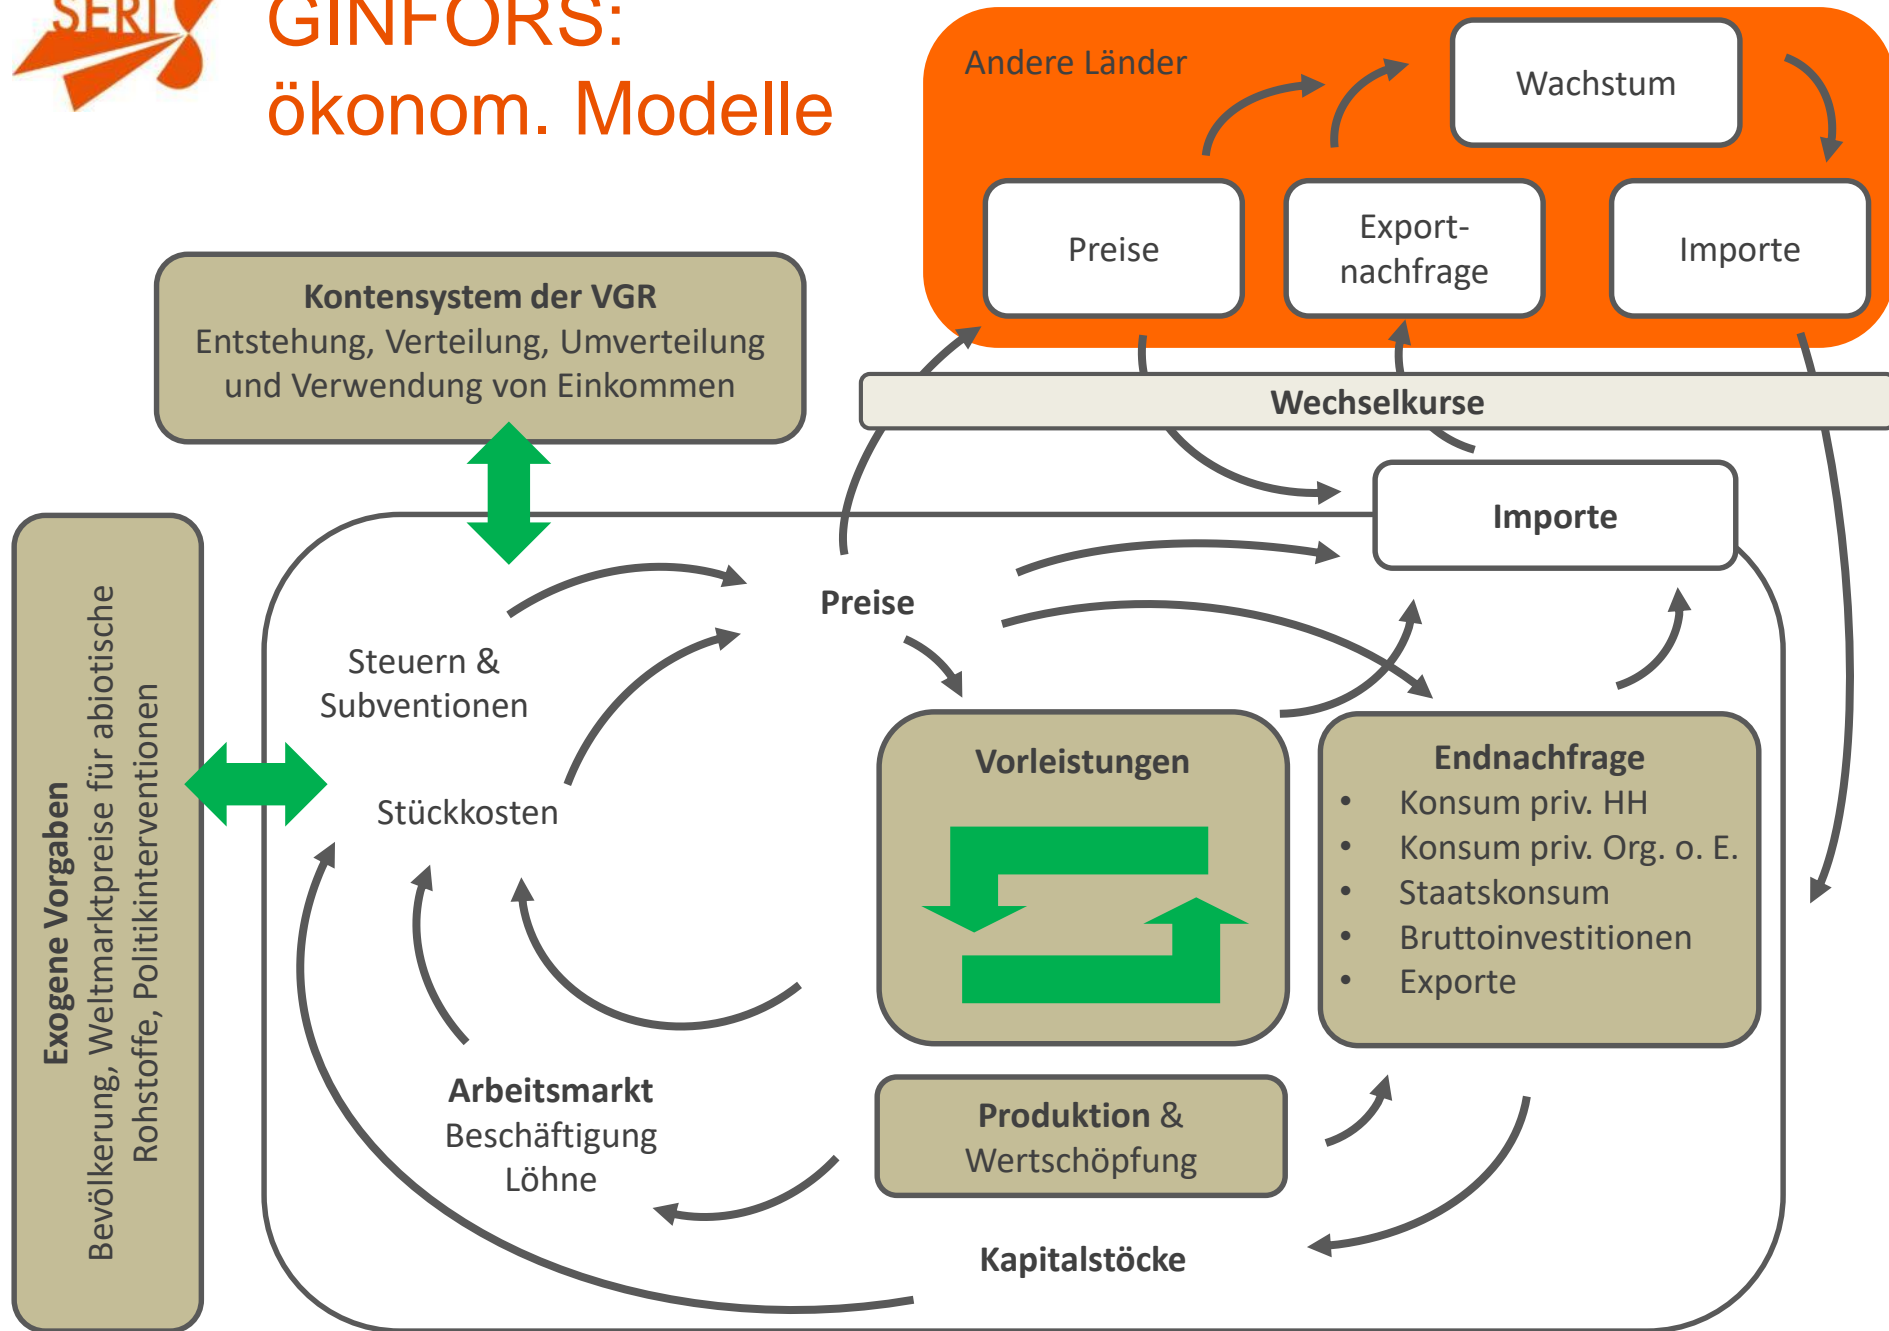 SERI
GINFORS:
ökonom. Modelle
Andere Länder
Wachstum
Preise
Export-
nachfrage
Importe
Kontensystem der VGR
Entstehung, Verteilung, Umverteilung
und Verwendung von Einkommen
Wechselkurse
Importe
Exogene Vorgaben
Bevölkerung, Weltmarktpreise für abiotische
Rohstoffe, Politikinterventionen
Preise
Steuern &
Subventionen
Stückkosten
Vorleistungen
Endnachfrage
• Konsum priv. HH
• Konsum priv. Org. o. E.
• Staatskonsum
• Bruttoinvestitionen
• Exporte
Arbeitsmarkt
Beschäftigung
Löhne
Produktion &
Wertschöpfung
Kapitalstöcke